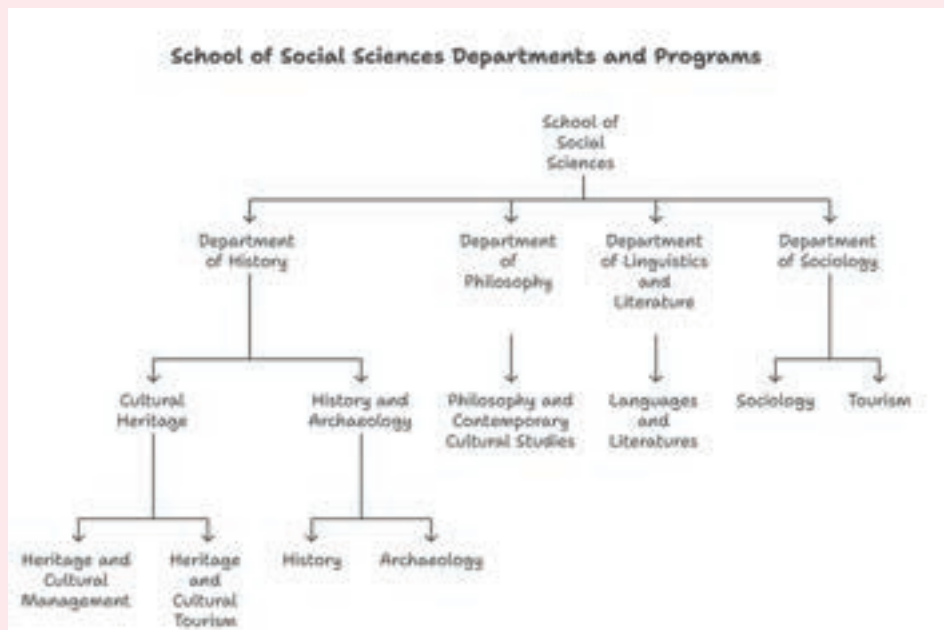 School of Social Sciences Departments and Programs
School of
Social
Sciences
Department
of History
Department
of
Philosophy
Department
of Linguistics
and
Literature
Department
of Sociology
Cultural
Heritage
History and
Archaeology
Philosophy and
Contemporary
Cultural Studies
Languages
and
Literatures
Sociology
Tourism
Heritage and
Cultural
Management
Heritage
and
Cultural
Tourism
History
Archaeology